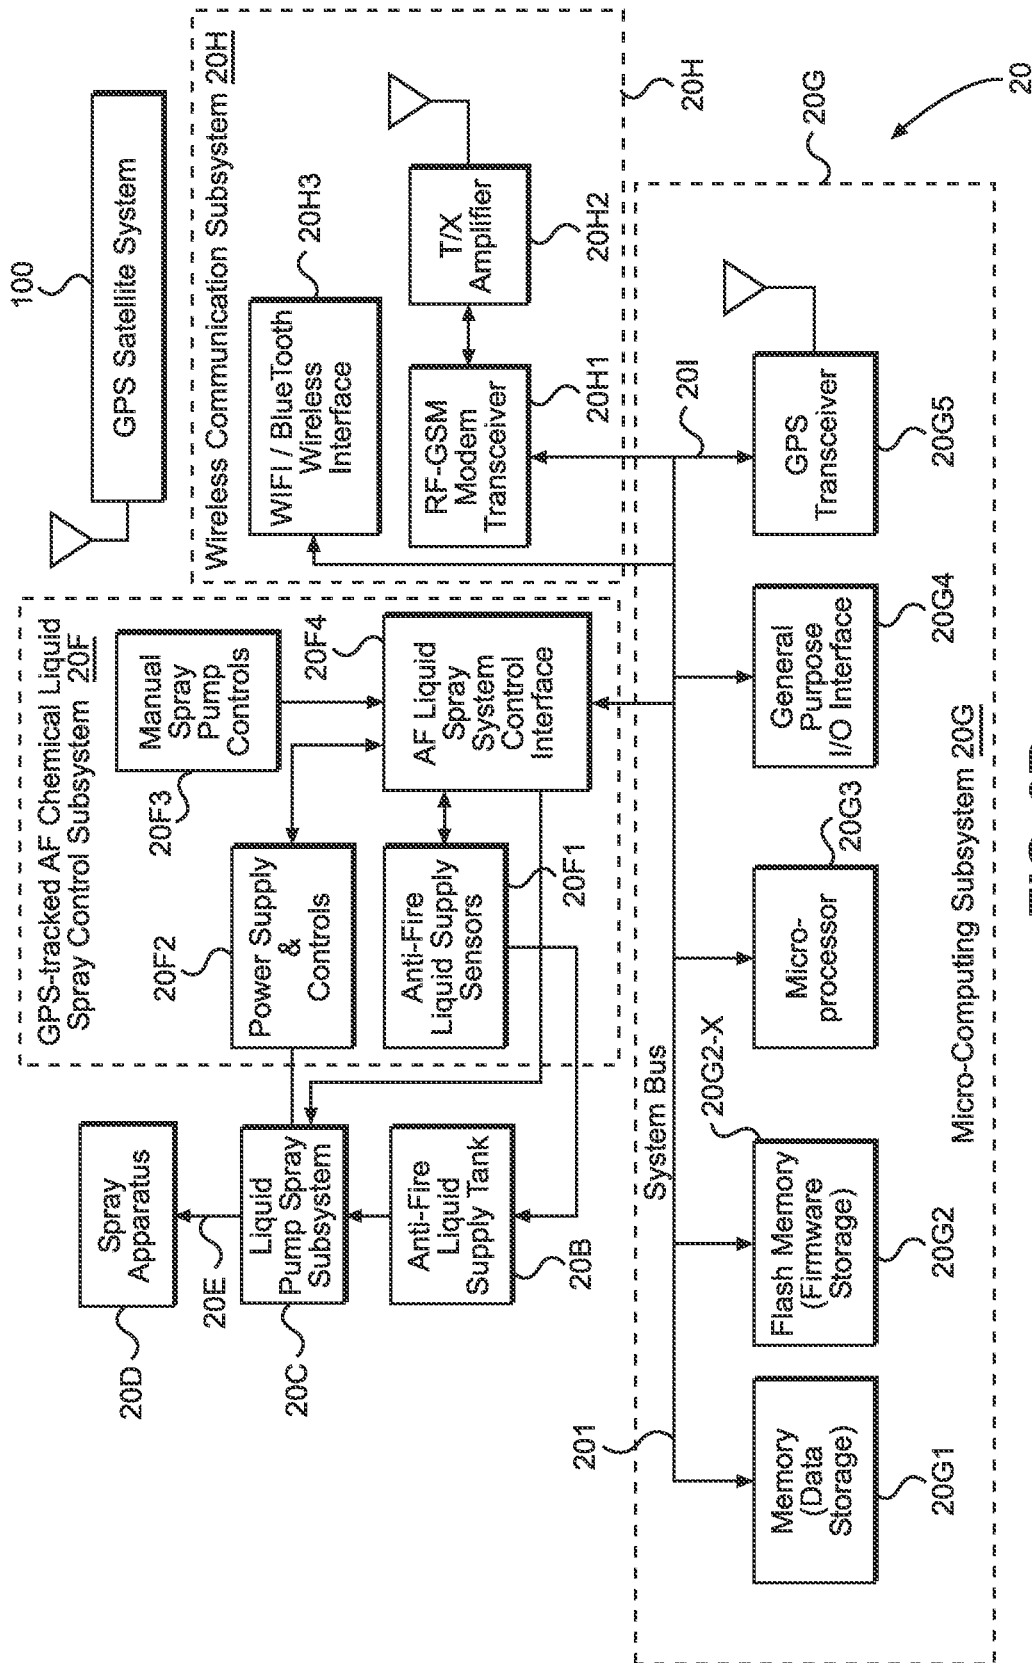 100
GPS Satellite System
Wireless Communication Subsystem 20H
WIFI / BlueTooth
Wireless
Interface
20H3
RF-GSM
Modem
Transceiver
20H1
T/X
Amplifier
20H2
20H
GPS-tracked AF Chemical Liquid
Spray Control Subsystem 20F
Manual
Spray
Pump
Controls
20F3
20F4
AF Liquid
Spray
System
Control
Interface
20F2
Power Supply
&
Controls
Anti-Fire
Liquid Supply
Sensors
20F1
Spray
Apparatus
20D
20E
Liquid
Pump Spray
Subsystem
20C
Anti-Fire
Liquid
Supply Tank
20B
201
System Bus
20I
20G
20
Memory
(Data
Storage)
20G1
20G2-X
Flash Memory
(Firmware
Storage)
20G2
Micro-
processor
20G3
General
Purpose
I/O Interface
20G4
GPS
Transceiver
20G5
Micro-Computing Subsystem 20G